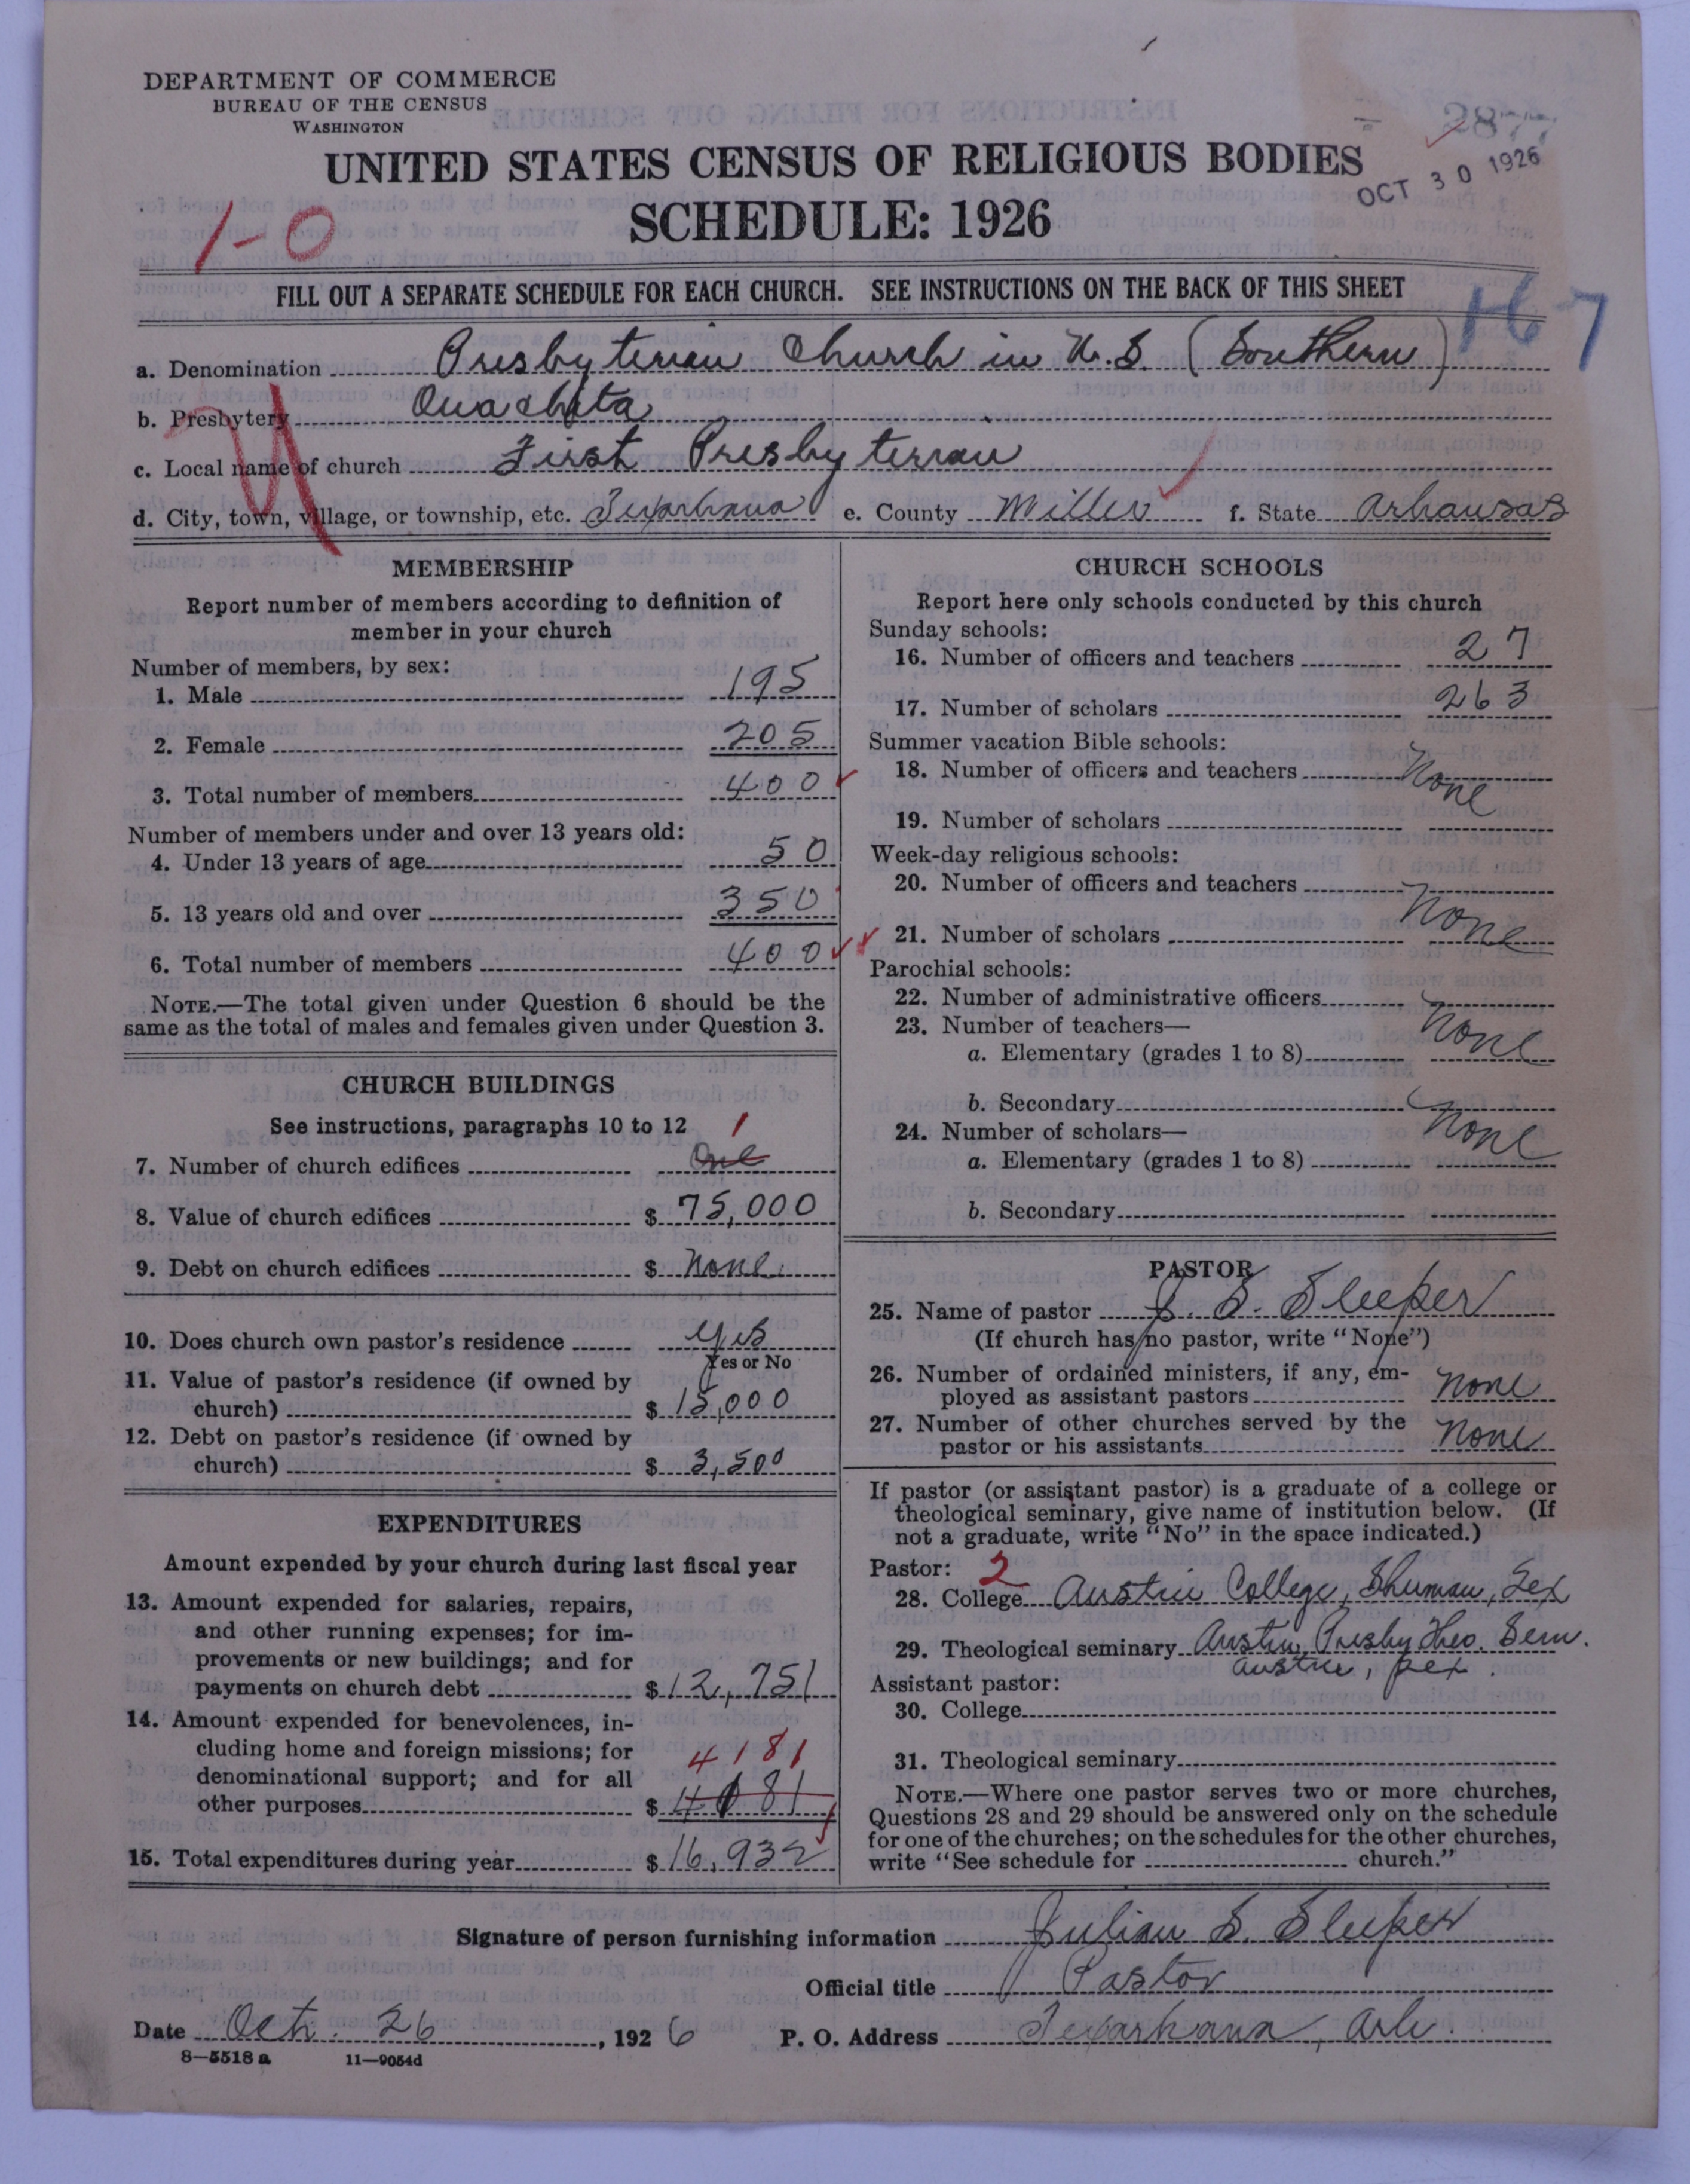 DEPARTMENT OF COMMERCE
BUREAU OF THE CENSUS
WASHINGTON
2877
OCT 30 1926
UNITED STATES CENSUS OF RELIGIOUS BODIES
SCHEDULE: 1926
1-0
FILL OUT A SEPARATE SCHEDULE FOR EACH CHURCH. SEE INSTRUCTIONS ON THE BACK OF THIS SHEET
167
a. Denomination Presbyterian Church in U.S. (Southern)
b. Presbytery Ouachita
c. Local name of church First Presbyterian
d. City, town, village, or township, etc. Texarkana e. County Miller f. State Arkansas
MEMBERSHIP
Report number of members according to definition of
member in your church
Number of members, by sex:
1. Male 195
2. Female 205
3. Total number of members 400
Number of members under and over 13 years old:
4. Under 13 years of age 50
5. 13 years old and over 350
6. Total number of members 400
NOTE.—The total given under Question 6 should be the
same as the total of males and females given under Question 3.
CHURCH BUILDINGS
See instructions, paragraphs 10 to 12
1
7. Number of church edifices One
8. Value of church edifices $ 75,000
9. Debt on church edifices $ None
10. Does church own pastor's residence Yes
Yes or No
11. Value of pastor's residence (if owned by
church) $ 15,000
12. Debt on pastor's residence (if owned by
church) $ 3,500
EXPENDITURES
Amount expended by your church during last fiscal year
13. Amount expended for salaries, repairs,
and other running expenses; for im-
provements or new buildings; and for
payments on church debt $ 12,751
14. Amount expended for benevolences, in-
cluding home and foreign missions; for
4181
denominational support; and for all
other purposes $ 4081
15. Total expenditures during year $ 16,932
CHURCH SCHOOLS
Report here only schools conducted by this church
Sunday schools:
16. Number of officers and teachers 27
17. Number of scholars 263
Summer vacation Bible schools:
18. Number of officers and teachers None
19. Number of scholars
Week-day religious schools:
20. Number of officers and teachers
21. Number of scholars None
Parochial schools:
22. Number of administrative officers
23. Number of teachers— None
a. Elementary (grades 1 to 8)
b. Secondary
24. Number of scholars— None
a. Elementary (grades 1 to 8)
b. Secondary
PASTOR
25. Name of pastor J. S. Sleeper
(If church has no pastor, write "None")
26. Number of ordained ministers, if any, em-
ployed as assistant pastors None
27. Number of other churches served by the
pastor or his assistants None
If pastor (or assistant pastor) is a graduate of a college or
theological seminary, give name of institution below. (If
not a graduate, write "No" in the space indicated.)
Pastor: 2
28. College Austin College, Sherman, Tex
29. Theological seminary Austin Presby Theo. Sem.
Austin, Tex.
Assistant pastor:
30. College
31. Theological seminary
NOTE.—Where one pastor serves two or more churches,
Questions 28 and 29 should be answered only on the schedule
for one of the churches; on the schedules for the other churches,
write "See schedule for church."
Signature of person furnishing information Julian S. Sleeper
Official title Pastor
Date Oct. 26, 1926 P. O. Address Texarkana, Ark.
8—5518 a 11—9054d